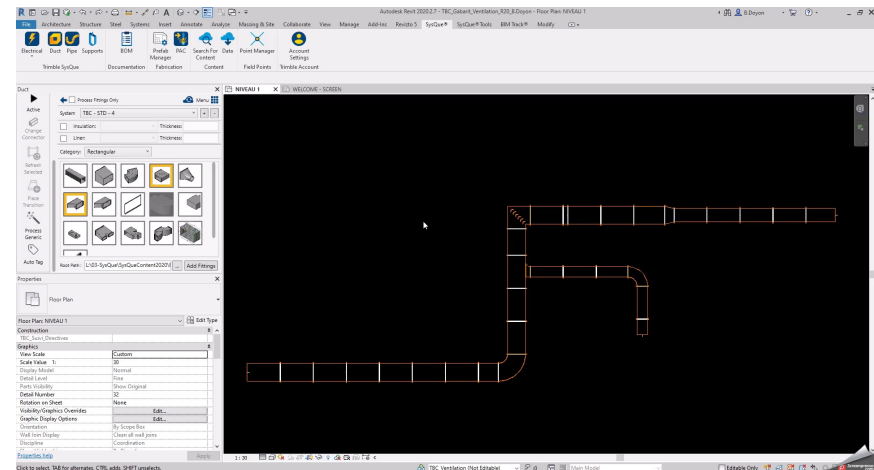 Autodesk Revit 2020.2.7 - TBC_Gabarit_Ventilation_R20_B.Doyon - Floor Plan: NIVEAU 1
B.Doyon
File Architecture Structure Steel Systems Insert Annotate Analyze Massing & Site Collaborate View Manage Add-Ins Revizto 5 SysQue® SysQue® Tools BIM Track® Modify
Electrical Duct Pipe Supports BOM Prefab Manager PAC Search For Content Data Point Manager Account Settings
Trimble SysQue Documentation Fabrication Content Field Points Trimble Account
Duct
NIVEAU 1 WELCOME - SCREEN
Active
Process Fittings Only Menu
System TBC - STD - 4
Change Connector
Insulation: Thickness:
Liner: Thickness:
Category: Rectangular
Refresh Selected
Place Transition
Process Generic
Auto Tag
Root Path: L:\03-SysQue\SysQueContent2020\ ... Add Fittings
Properties
Floor Plan
Floor Plan: NIVEAU 1 Edit Type
Construction
TBC_Suivi_Directives
Graphics
View Scale Custom
Scale Value 1: 30
Display Model Normal
Detail Level Fine
Parts Visibility Show Original
Detail Number 32
Rotation on Sheet None
Visibility/Graphics Overrides Edit...
Graphic Display Options Edit...
Orientation By Scope Box
Wall Join Display Clean all wall joins
Discipline Coordination
Properties help Apply
1 : 30
Click to select, TAB for alternates, CTRL adds, SHIFT unselects.
TBC_Ventilation (Not Editable)
Main Model
Editable Only